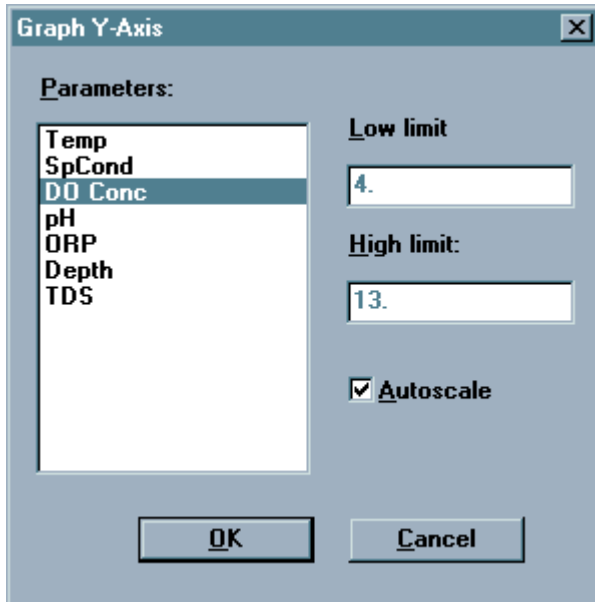 Graph Y-Axis
Parameters:
Temp
SpCond
DO Conc
pH
ORP
Depth
TDS
Low limit
4.
High limit:
13.
Autoscale
OK
Cancel